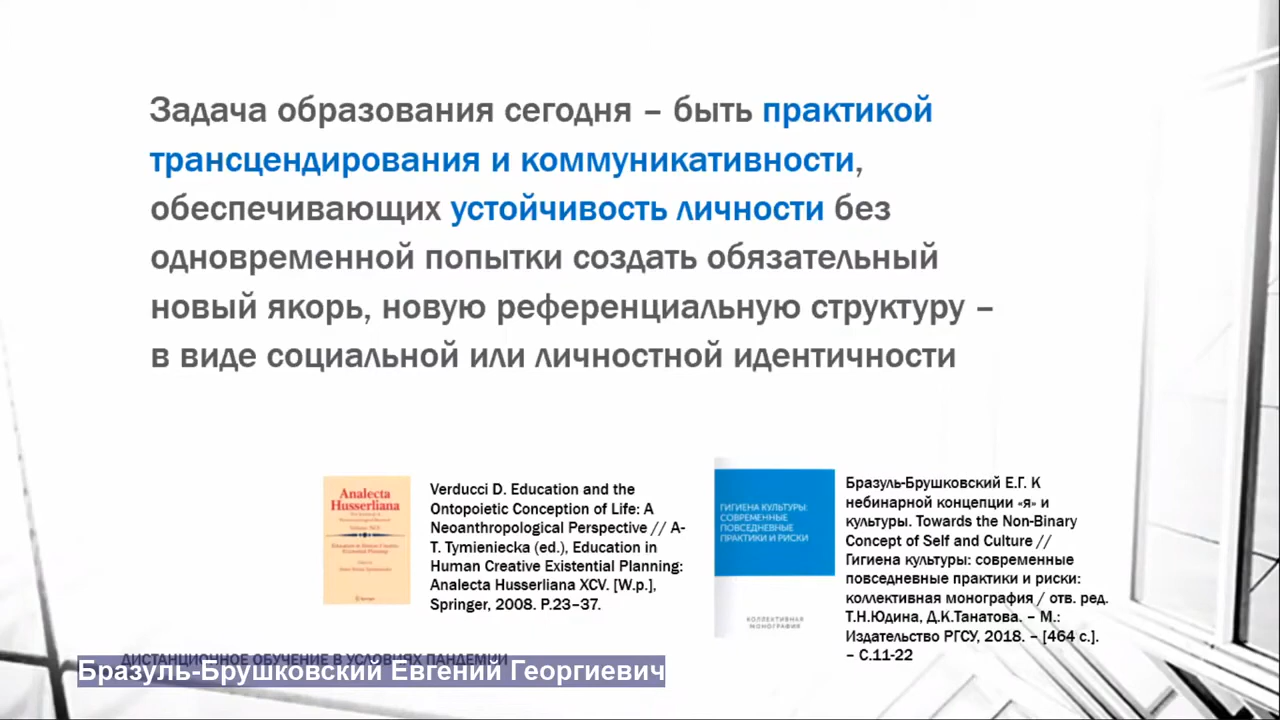 Задача образования сегодня – быть практикой
трансцендирования и коммуникативности,
обеспечивающих устойчивость личности без
одновременной попытки создать обязательный
новый якорь, новую референциальную структуру –
в виде социальной или личностной идентичности
Analecta
Husserliana
Verducci D. Education and the
Ontopoietic Conception of Life: A
Neoanthropological Perspective // A-
T. Tymieniecka (ed.), Education in
Human Creative Existential Planning:
Analecta Husserliana XCV. [W.p.],
Springer, 2008. P.23–37.
ГИГИЕНА КУЛЬТУРЫ:
СОВРЕМЕННЫЕ
ПОВСЕДНЕВНЫЕ
ПРАКТИКИ И РИСКИ
КОЛЛЕКТИВНАЯ
МОНОГРАФИЯ
Бразуль-Брушковский Е.Г. К
небинарной концепции «я» и
культуры. Towards the Non-Binary
Concept of Self and Culture //
Гигиена культуры: современные
повседневные практики и риски:
коллективная монография / отв. ред.
Т.Н.Юдина, Д.К.Танатова. – М.:
Издательство РГСУ, 2018. – [464 с.].
– С.11-22
ДИСТАНЦИОННОЕ ОБУЧЕНИЕ В УСЛОВИЯХ ПАНДЕМИИ
Бразуль-Брушковский Евгений Георгиевич